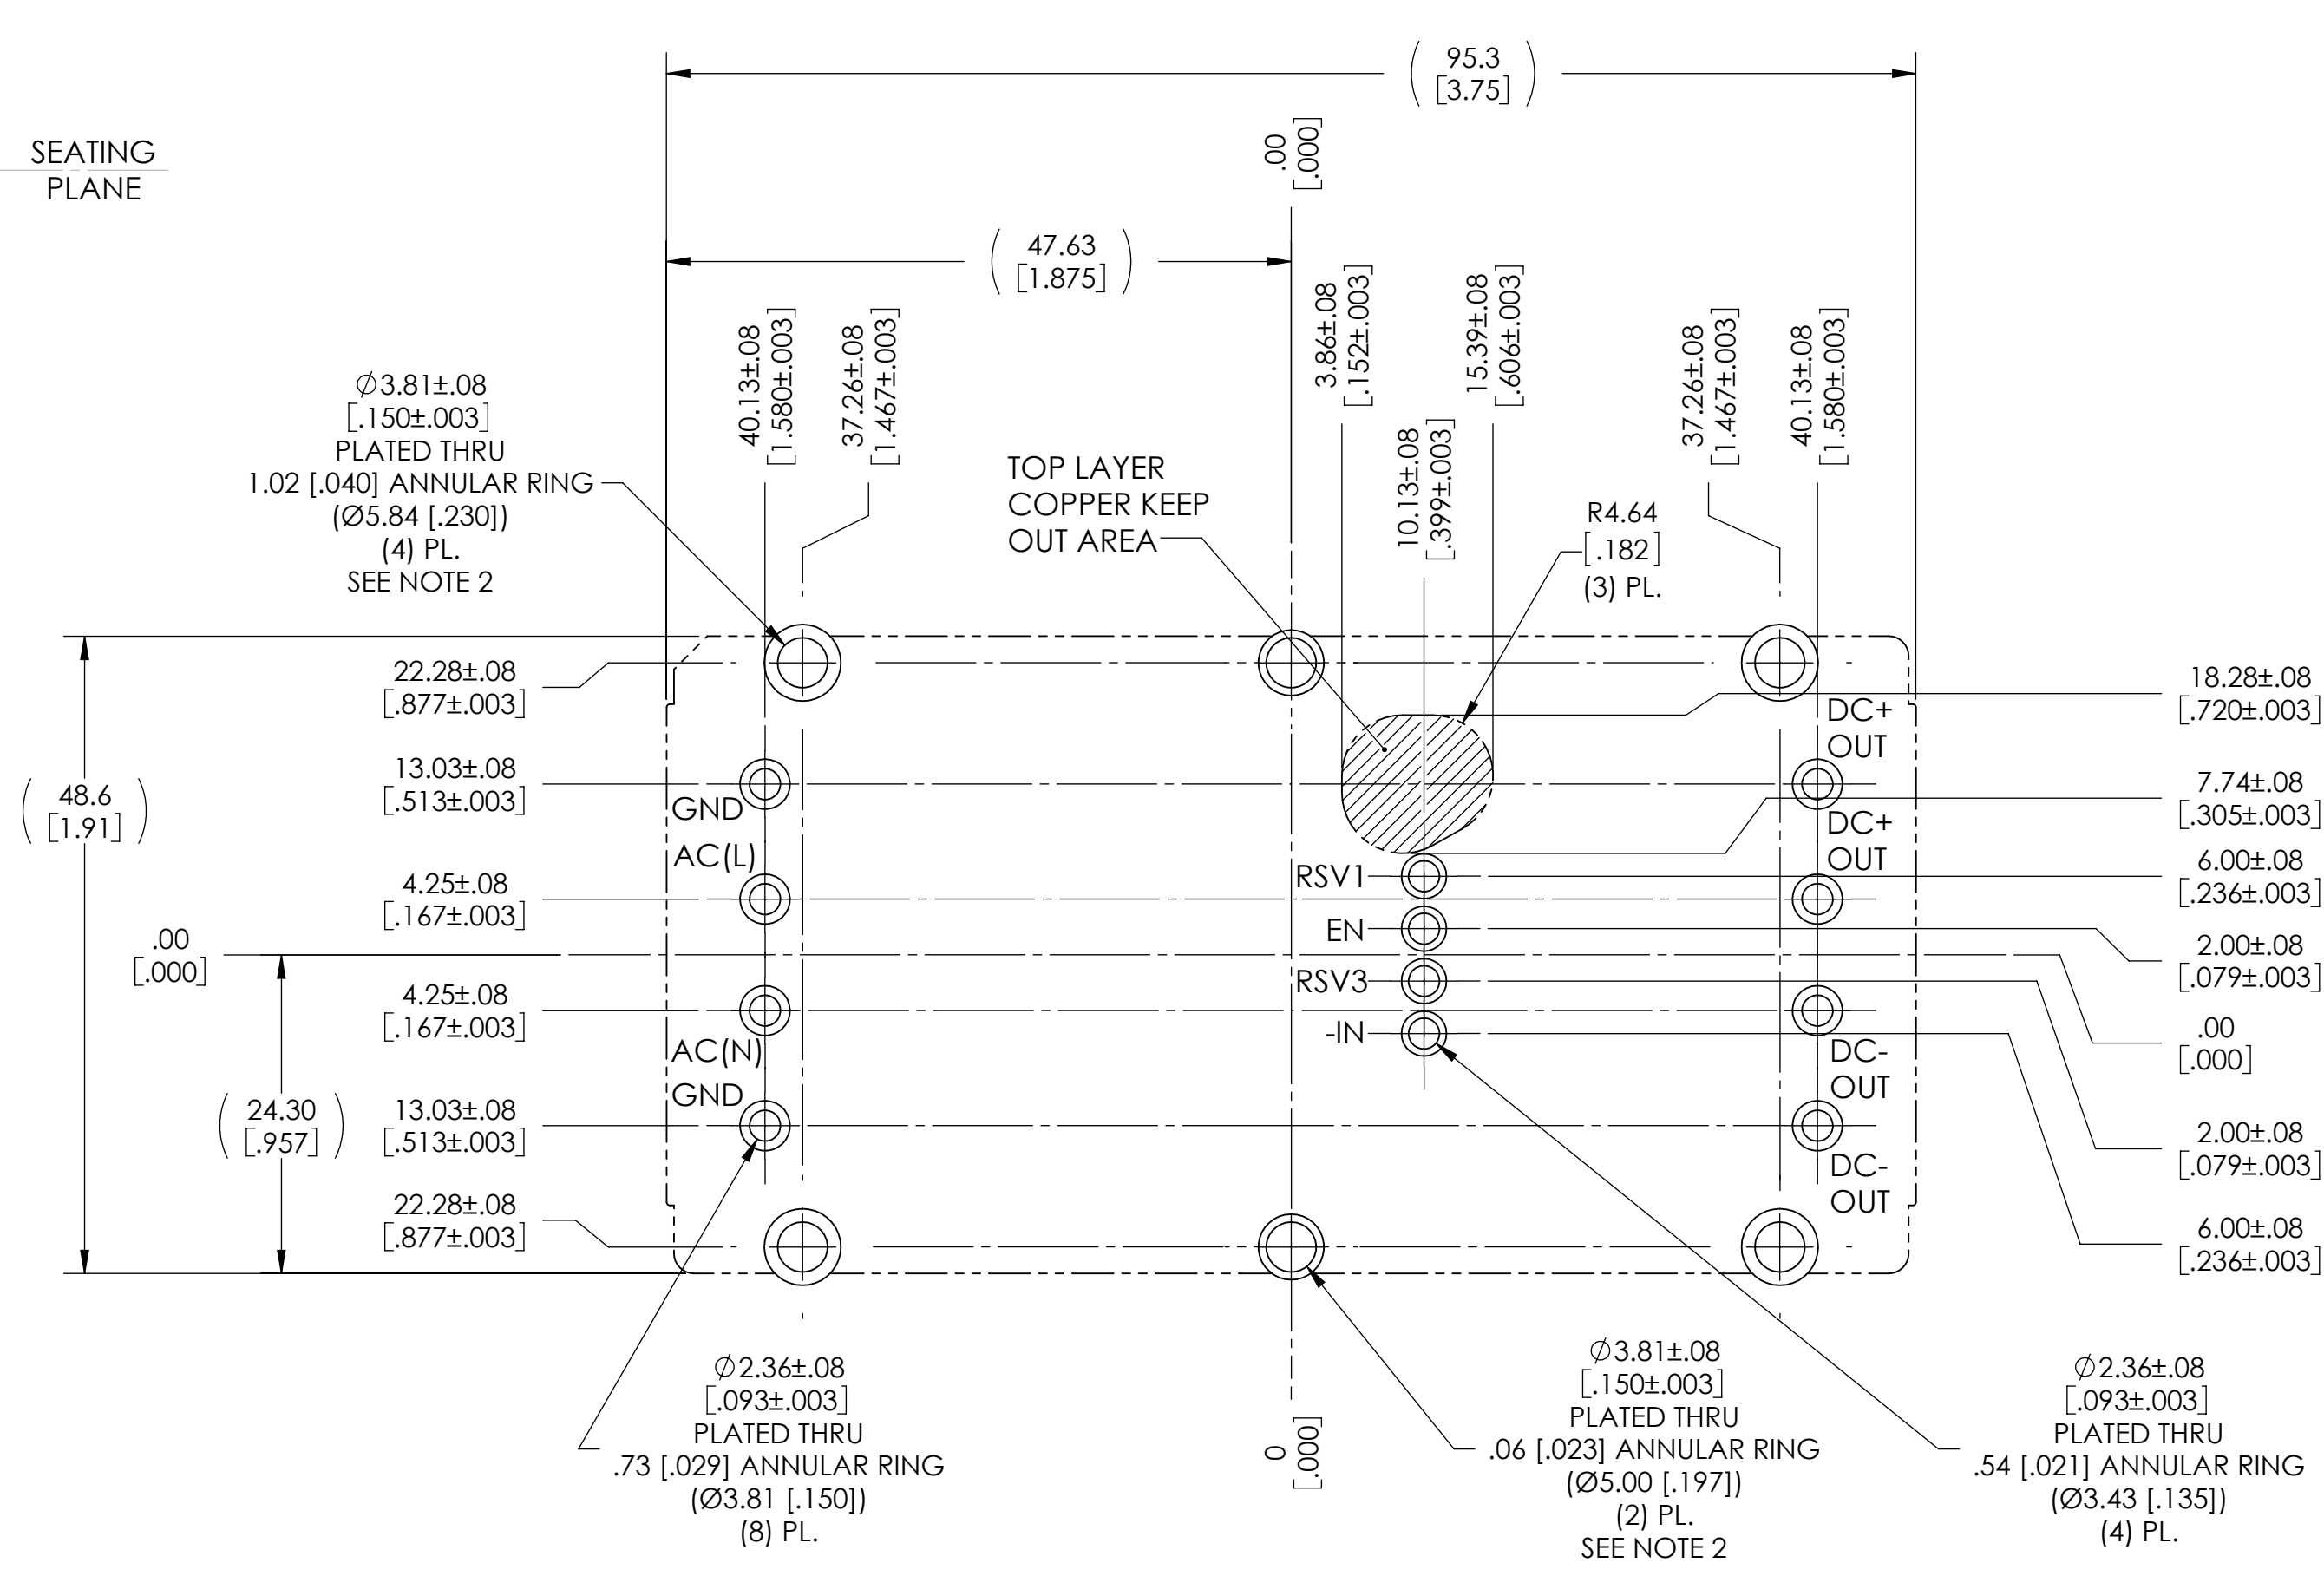 95.3
[3.75]
SEATING
PLANE
.00
[.000]
47.63
[1.875]
40.13±.08
[1.580±.003]
37.26±.08
[1.467±.003]
3.86±.08
[.152±.003]
10.13±.08
[.399±.003]
15.39±.08
[.606±.003]
37.26±.08
[1.467±.003]
40.13±.08
[1.580±.003]
∅3.81±.08
[.150±.003]
PLATED THRU
1.02 [.040] ANNULAR RING
(Ø5.84 [.230])
(4) PL.
SEE NOTE 2
TOP LAYER
COPPER KEEP
OUT AREA
R4.64
[.182]
(3) PL.
48.6
[1.91]
22.28±.08
[.877±.003]
13.03±.08
[.513±.003]
4.25±.08
[.167±.003]
.00
[.000]
4.25±.08
[.167±.003]
24.30
[.957]
13.03±.08
[.513±.003]
22.28±.08
[.877±.003]
GND
AC(L)
AC(N)
GND
RSV1
EN
RSV3
-IN
DC+
OUT
DC+
OUT
DC-
OUT
DC-
OUT
18.28±.08
[.720±.003]
7.74±.08
[.305±.003]
6.00±.08
[.236±.003]
2.00±.08
[.079±.003]
.00
[.000]
2.00±.08
[.079±.003]
6.00±.08
[.236±.003]
∅2.36±.08
[.093±.003]
PLATED THRU
.73 [.029] ANNULAR RING
(Ø3.81 [.150])
(8) PL.
0
[.000]
∅3.81±.08
[.150±.003]
PLATED THRU
.06 [.023] ANNULAR RING
(Ø5.00 [.197])
(2) PL.
SEE NOTE 2
∅2.36±.08
[.093±.003]
PLATED THRU
.54 [.021] ANNULAR RING
(Ø3.43 [.135])
(4) PL.